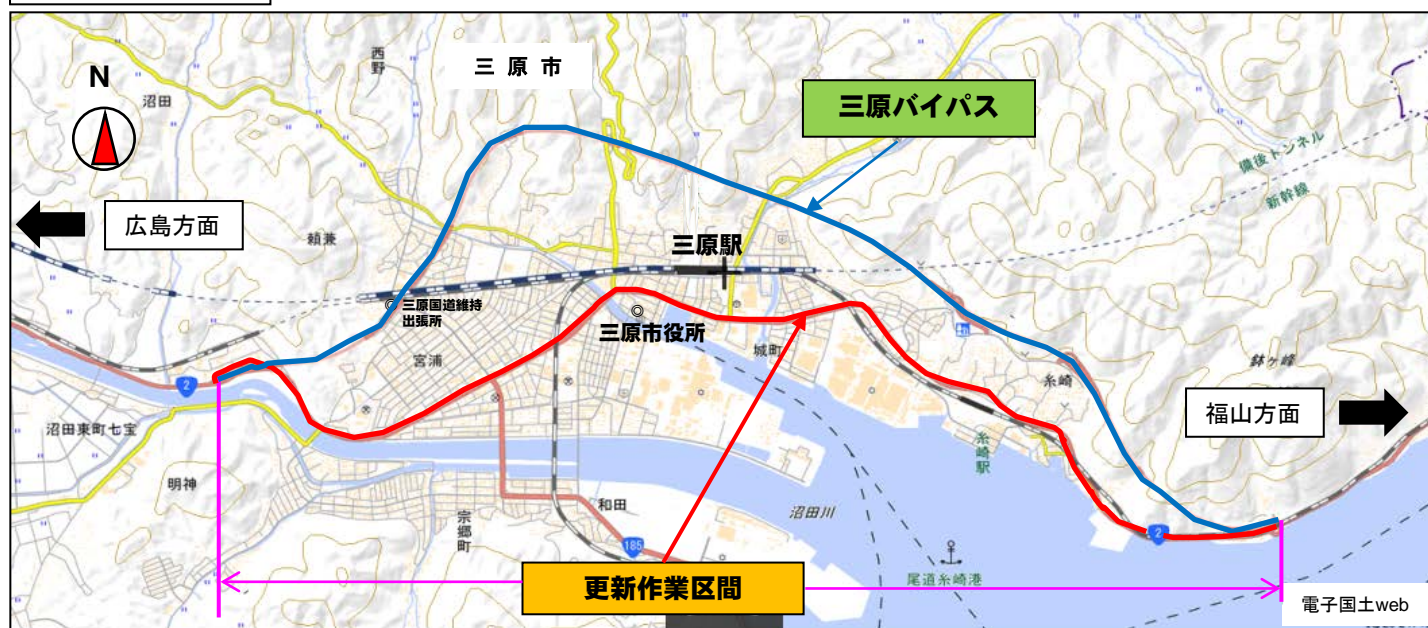 三原市
西野
N
沼田
三原バイパス
備後トンネル
新幹線
広島方面
頼兼
三原駅
三原国道維持
出張所
三原市役所
宮浦
城町
糸崎
鉢ヶ峰
2
福山方面
沼田東町七宝
糸崎駅
明神
和田
沼田川
宗郷町
185
2
更新作業区間
尾道糸崎港
電子国土web